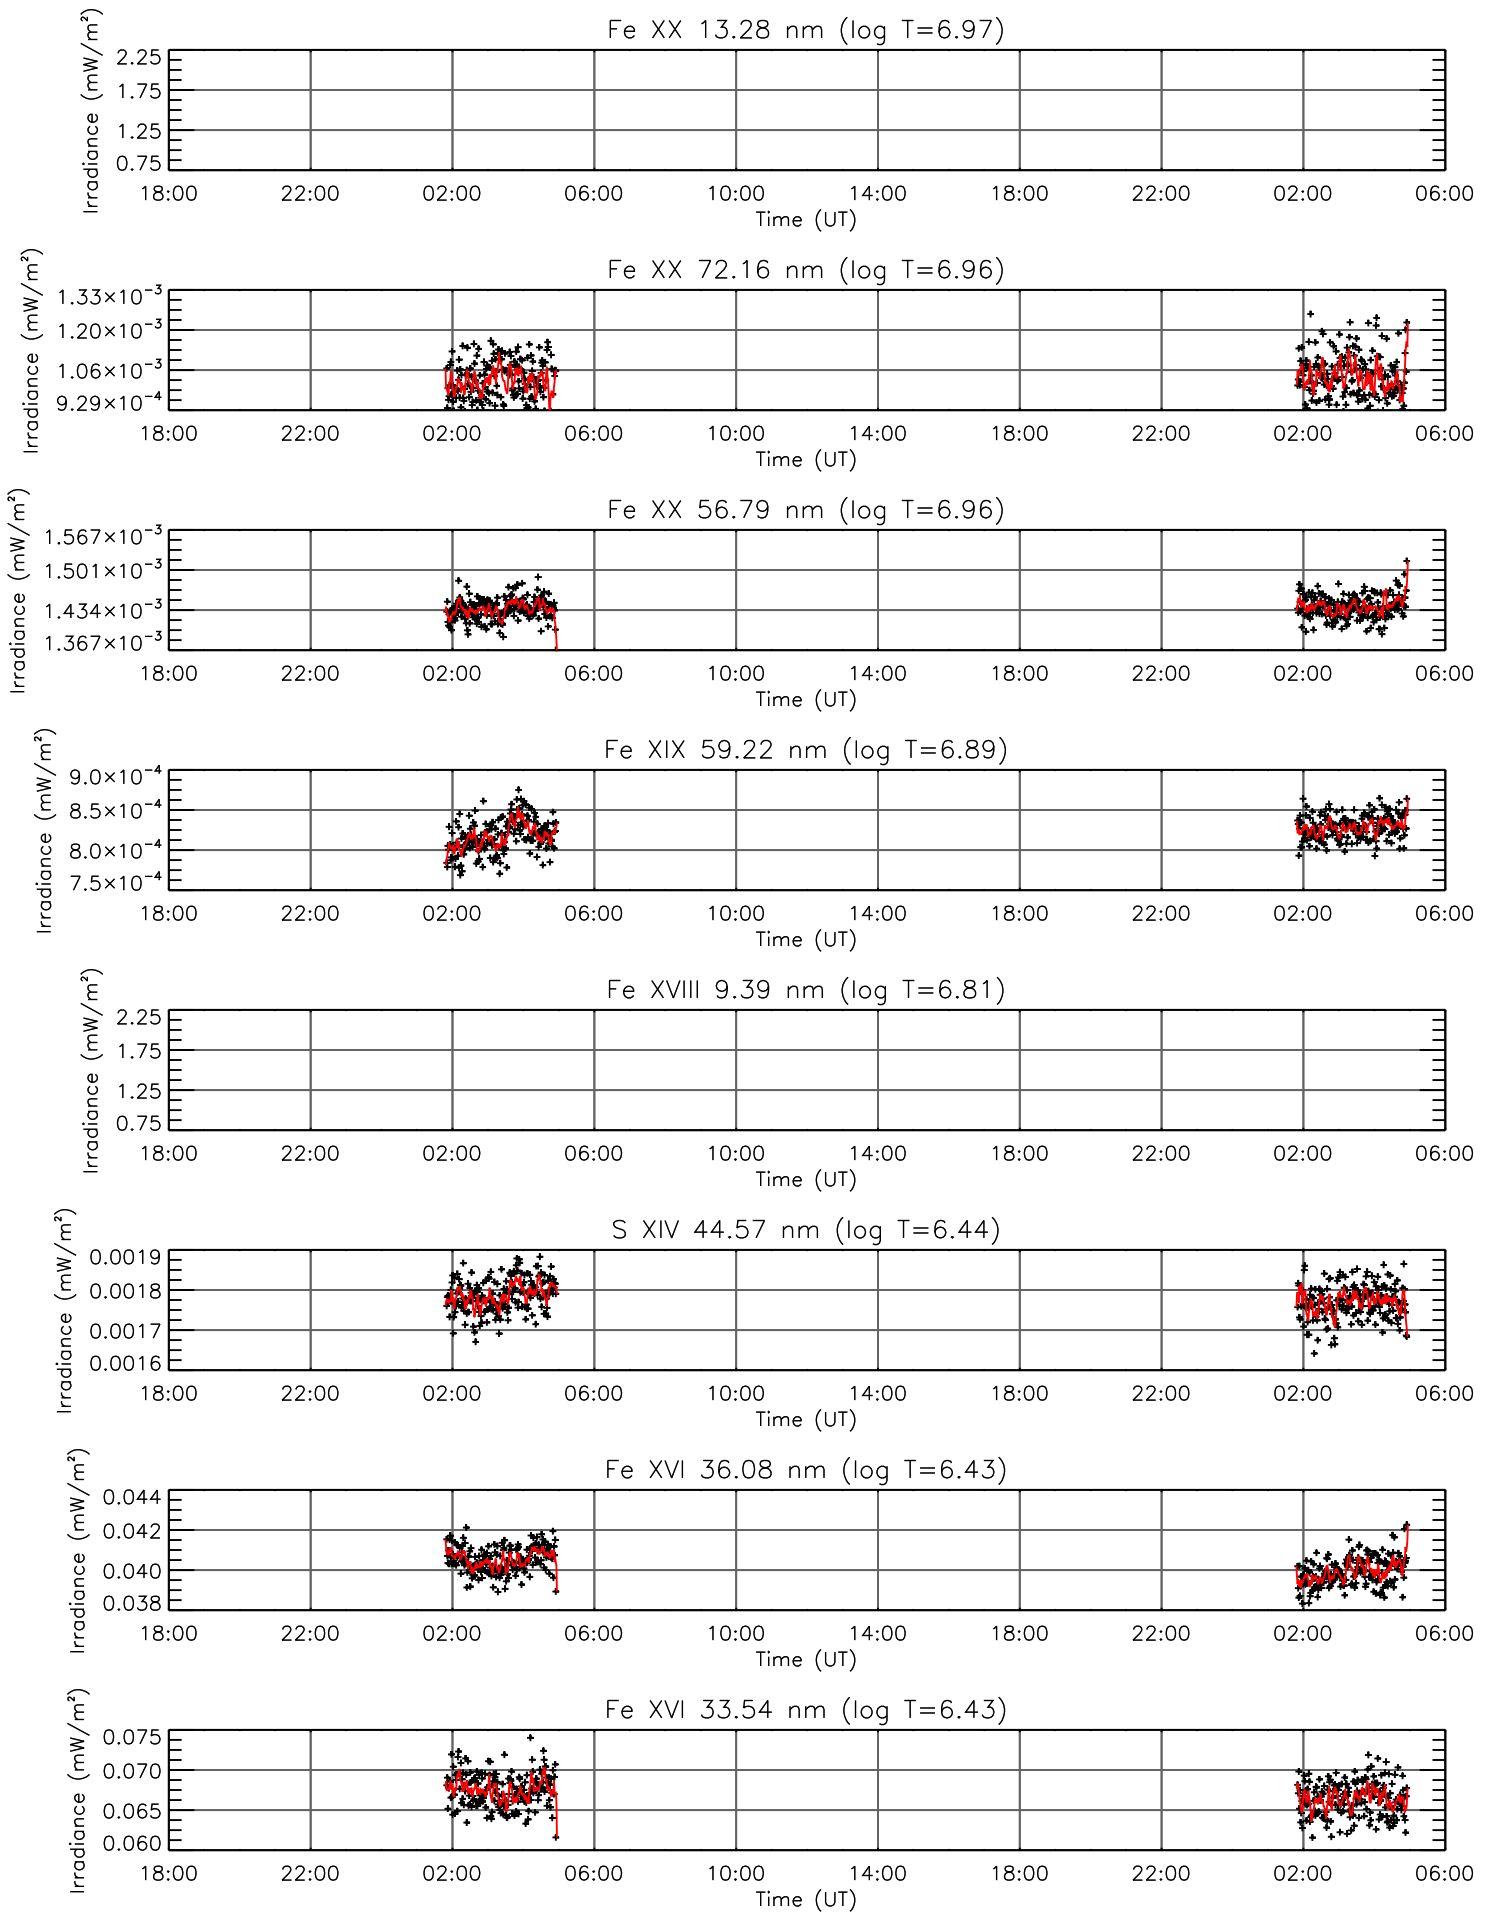 Fe XX 13.28 nm (log T=6.97)
Irradiance (mW/m²)
2.25
1.75
1.25
0.75
18:00 22:00 02:00 06:00 10:00 14:00 18:00 22:00 02:00 06:00
Time (UT)
Fe XX 72.16 nm (log T=6.96)
Irradiance (mW/m²)
1.33×10⁻³
1.20×10⁻³
1.06×10⁻³
9.29×10⁻⁴
18:00 22:00 02:00 06:00 10:00 14:00 18:00 22:00 02:00 06:00
Time (UT)
Fe XX 56.79 nm (log T=6.96)
Irradiance (mW/m²)
1.567×10⁻³
1.501×10⁻³
1.434×10⁻³
1.367×10⁻³
18:00 22:00 02:00 06:00 10:00 14:00 18:00 22:00 02:00 06:00
Time (UT)
Fe XIX 59.22 nm (log T=6.89)
Irradiance (mW/m²)
9.0×10⁻⁴
8.5×10⁻⁴
8.0×10⁻⁴
7.5×10⁻⁴
18:00 22:00 02:00 06:00 10:00 14:00 18:00 22:00 02:00 06:00
Time (UT)
Fe XVIII 9.39 nm (log T=6.81)
Irradiance (mW/m²)
2.25
1.75
1.25
0.75
18:00 22:00 02:00 06:00 10:00 14:00 18:00 22:00 02:00 06:00
Time (UT)
S XIV 44.57 nm (log T=6.44)
Irradiance (mW/m²)
0.0019
0.0018
0.0017
0.0016
18:00 22:00 02:00 06:00 10:00 14:00 18:00 22:00 02:00 06:00
Time (UT)
Fe XVI 36.08 nm (log T=6.43)
Irradiance (mW/m²)
0.044
0.042
0.040
0.038
18:00 22:00 02:00 06:00 10:00 14:00 18:00 22:00 02:00 06:00
Time (UT)
Fe XVI 33.54 nm (log T=6.43)
Irradiance (mW/m²)
0.075
0.070
0.065
0.060
18:00 22:00 02:00 06:00 10:00 14:00 18:00 22:00 02:00 06:00
Time (UT)